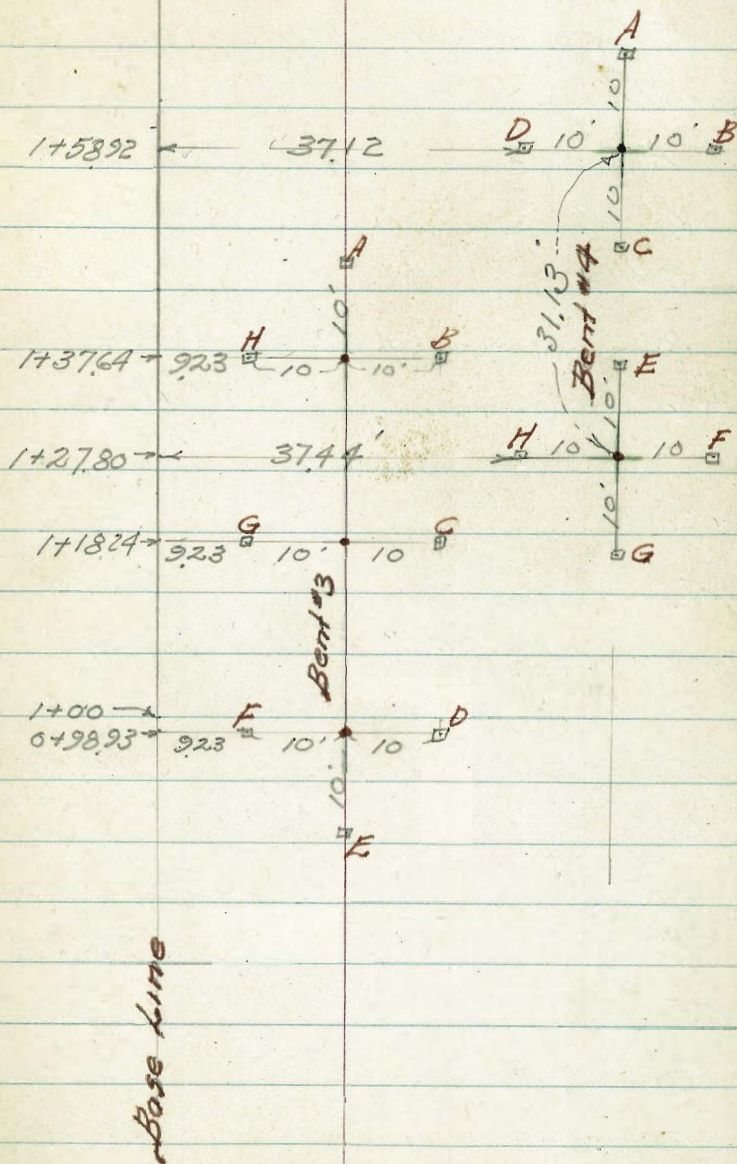 A
10
1+58.92 37.12 D 10' 10' B
10
C
A
10'
31.13'
Bent #4
1+37.64 9.23 H 10 10' B
E
10'
1+27.80 37.44' H 10' 10 F
10'
G
1+18.24 9.23 G 10' 10 C
Bent #3
1+00
0+98.93 9.23 F 10' 10 D
10'
E
Base Line